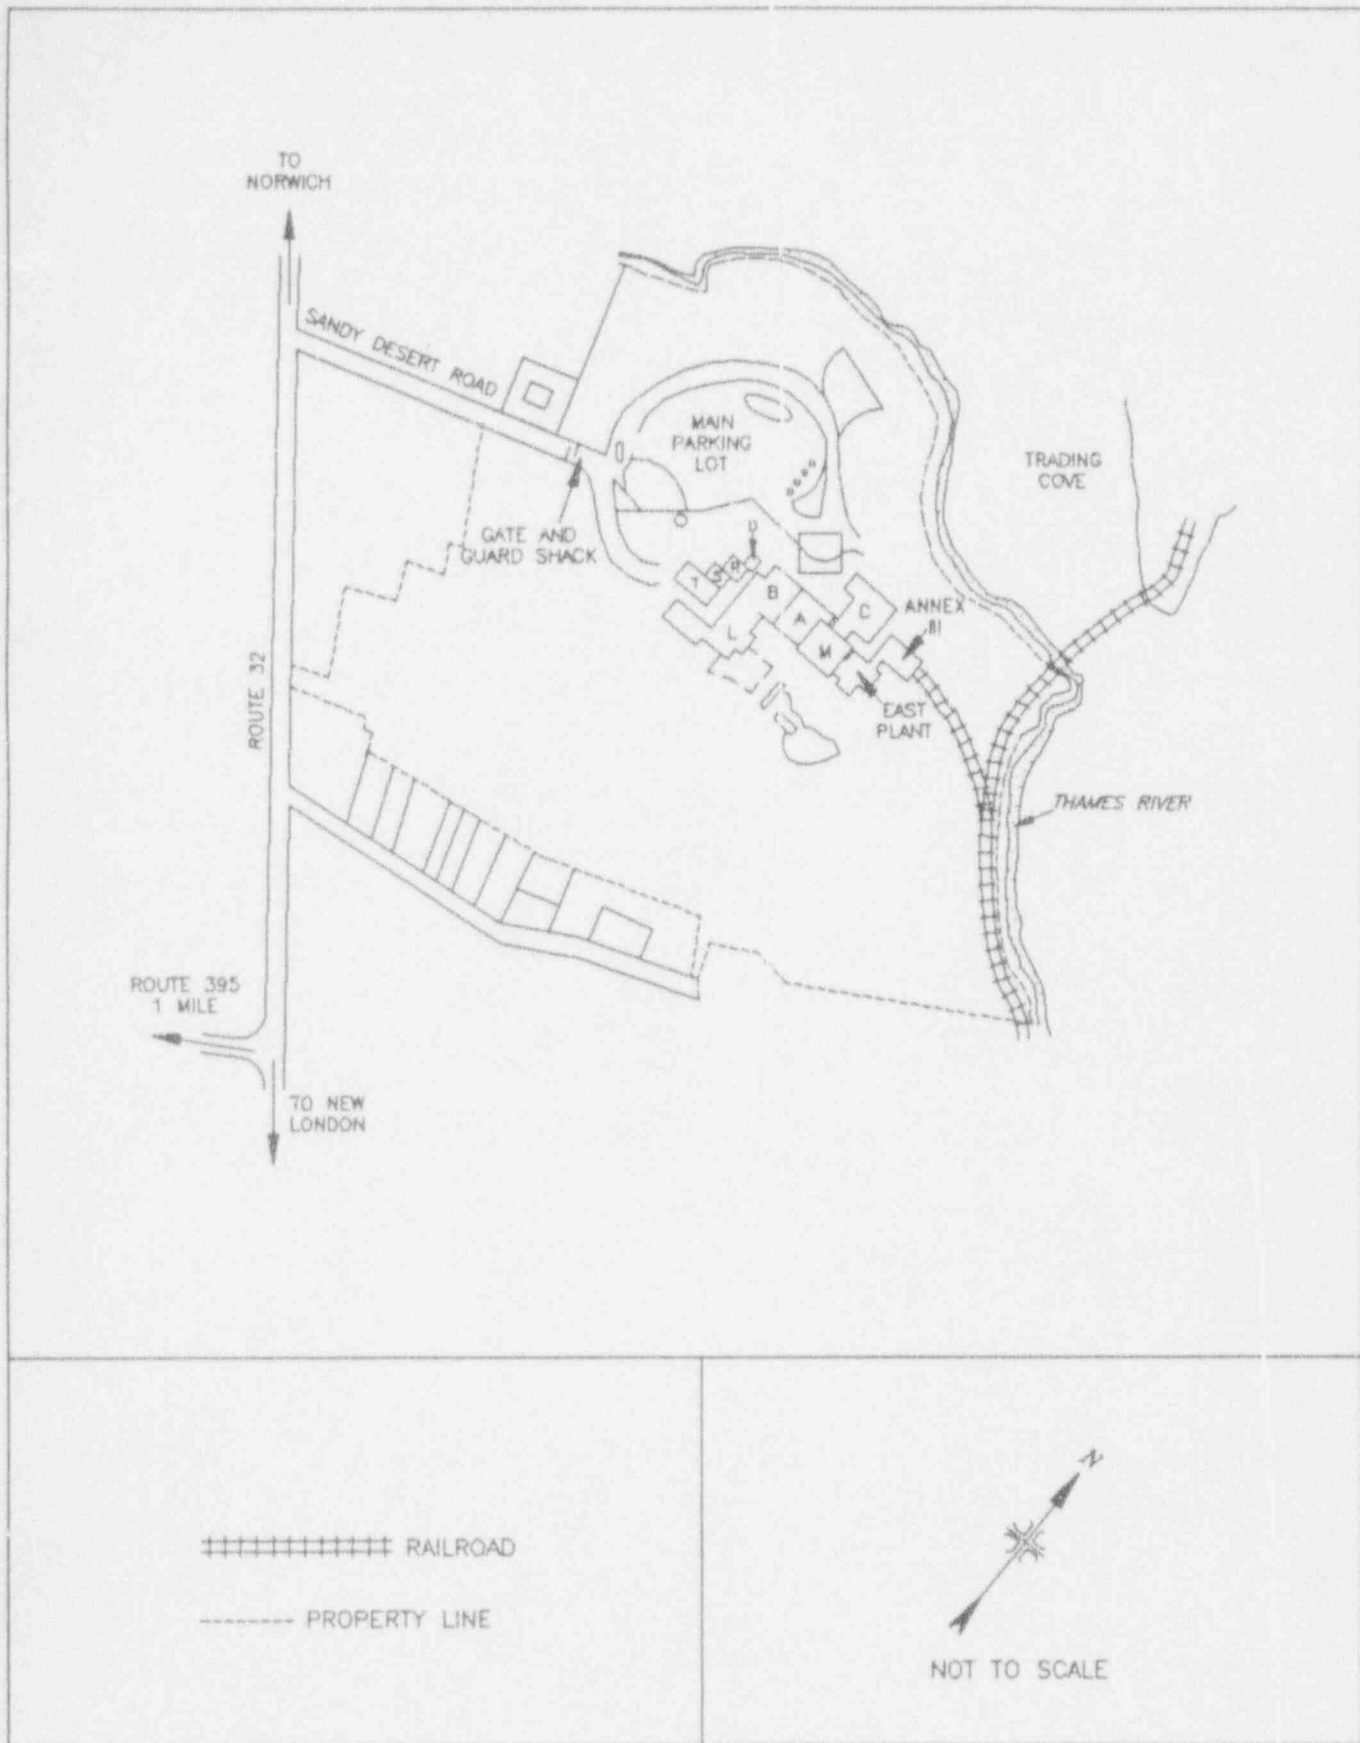 TO
NORWICH
SANDY DESERT ROAD
MAIN
PARKING
LOT
TRADING
COVE
GATE AND
GUARD SHACK
D
T
S
R
B
A
C
L
M
ANNEX
III
EAST
PLANT
ROUTE 32
THAMES RIVER
ROUTE 395
1 MILE
TO NEW
LONDON
RAILROAD
PROPERTY LINE
N
NOT TO SCALE